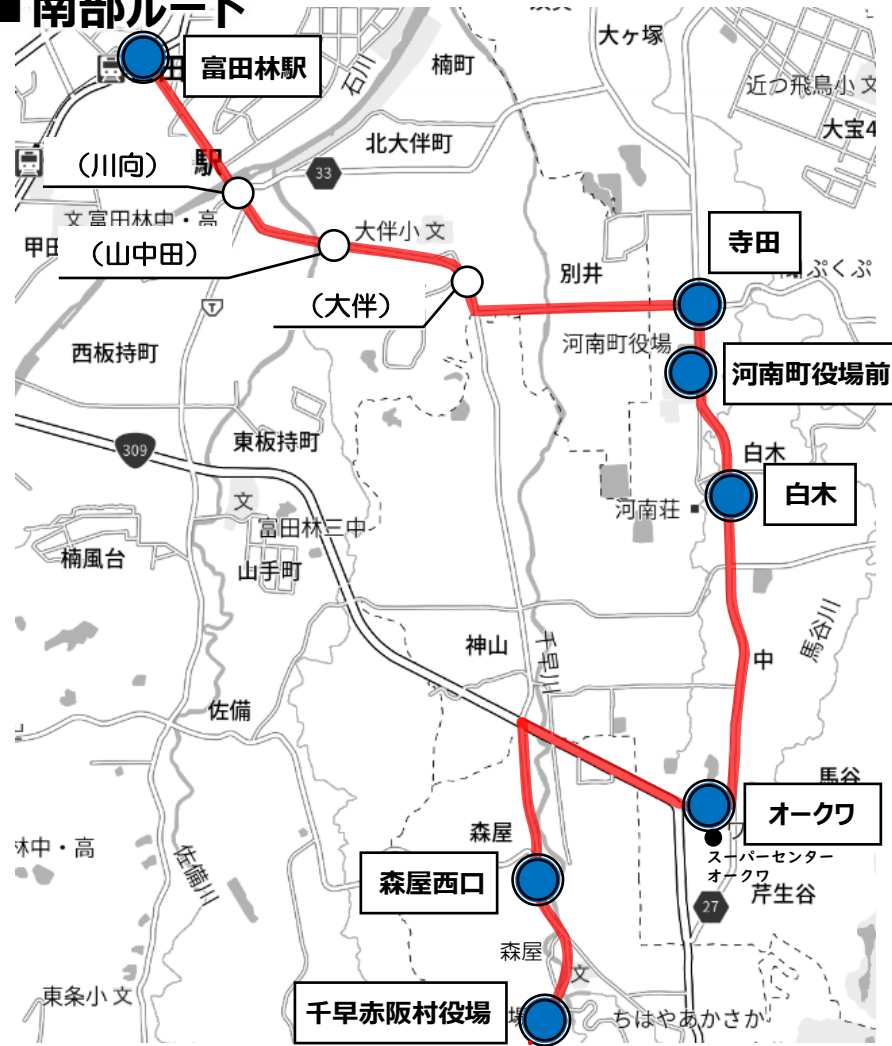 ■南部ルート
大ヶ塚
富田林駅
石川
楠町
近つ飛鳥小 文
大宝4
北大伴町
33
駅
（川向）
文 富田林中・高
大伴小 文
寺田
（山中田）
別井
ぷくぷ
（大伴）
T
河南町役場
西板持町
河南町役場前
309
東板持町
白木
文
白木
河南荘
富田林三中
楠風台
山手町
馬谷川
神山
千早川
中
佐備
馬谷
オークワ
森屋
林中・高
スーパーセンター
オークワ
佐備川
森屋西口
芹生谷
27
森屋
文
東条小 文
千早赤阪村役場
場
ちはやあかさか